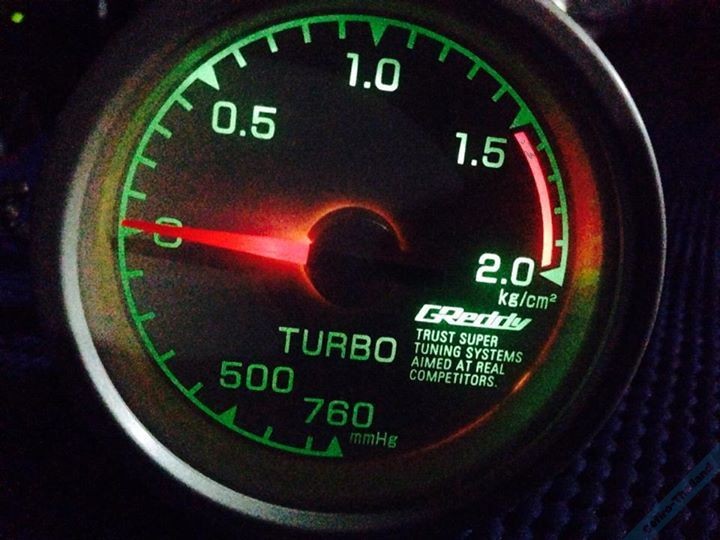 1.0
0.5
1.5
0
2.0
kg/cm²
GReddy
TRUST SUPER
TUNING SYSTEMS
AIMED AT REAL
COMPETITORS.
TURBO
500
760
mmHg